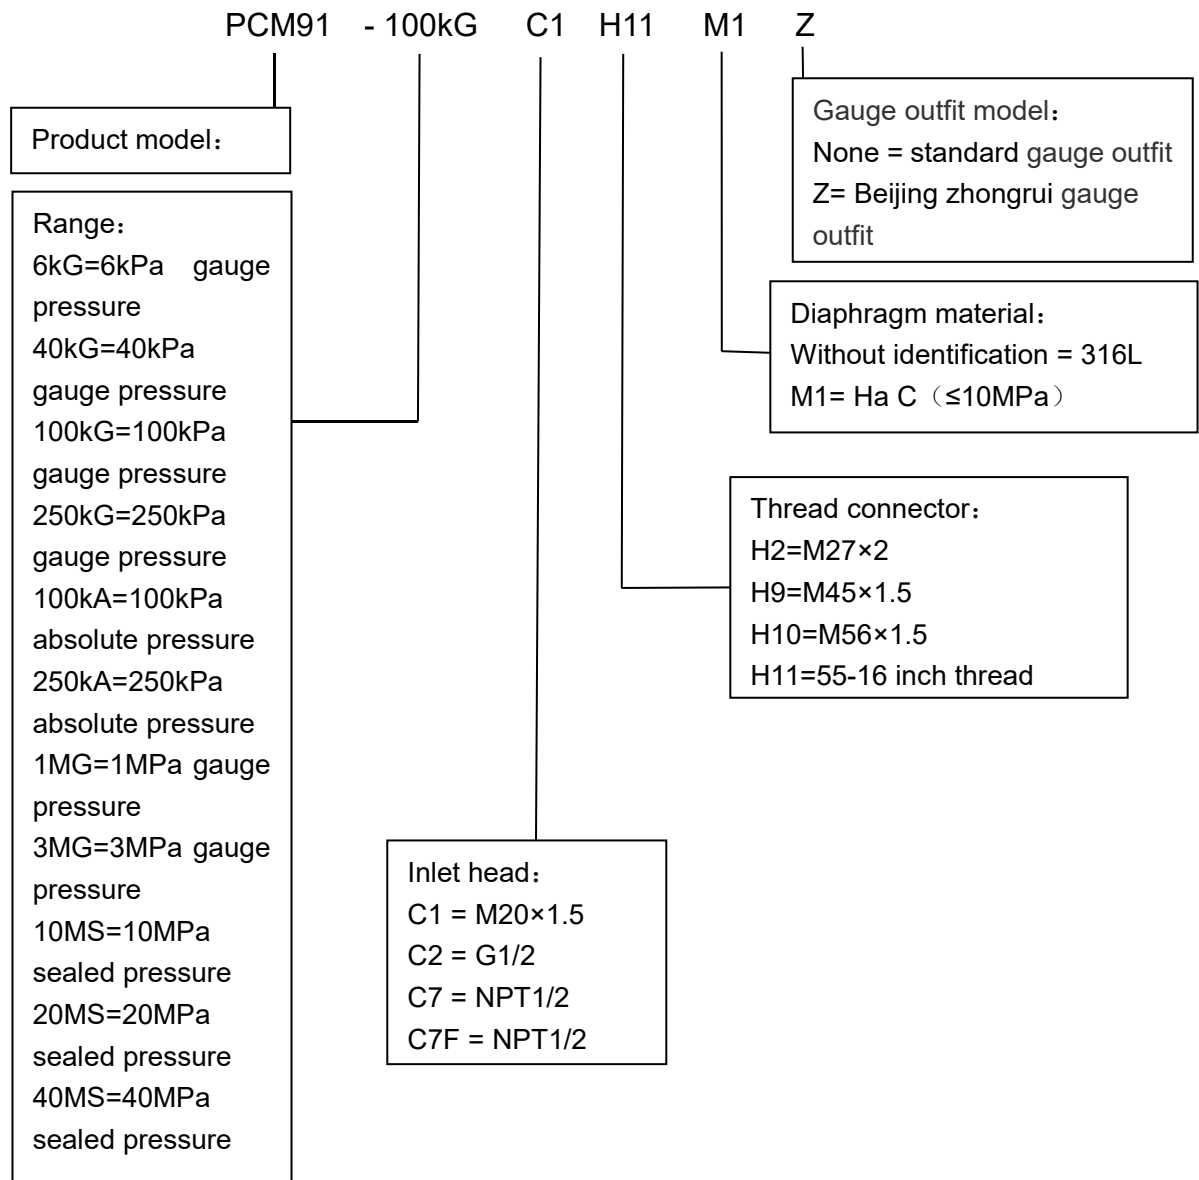 PCM91 - 100kG C1 H11 M1 Z
Product model：
Range：
6kG=6kPa gauge
pressure
40kG=40kPa
gauge pressure
100kG=100kPa
gauge pressure
250kG=250kPa
gauge pressure
100kA=100kPa
absolute pressure
250kA=250kPa
absolute pressure
1MG=1MPa gauge
pressure
3MG=3MPa gauge
pressure
10MS=10MPa
sealed pressure
20MS=20MPa
sealed pressure
40MS=40MPa
sealed pressure
Inlet head：
C1 = M20×1.5
C2 = G1/2
C7 = NPT1/2
C7F = NPT1/2
Thread connector：
H2=M27×2
H9=M45×1.5
H10=M56×1.5
H11=55-16 inch thread
Diaphragm material：
Without identification = 316L
M1= Ha C（≤10MPa）
Gauge outfit model：
None = standard gauge outfit
Z= Beijing zhongrui gauge
outfit